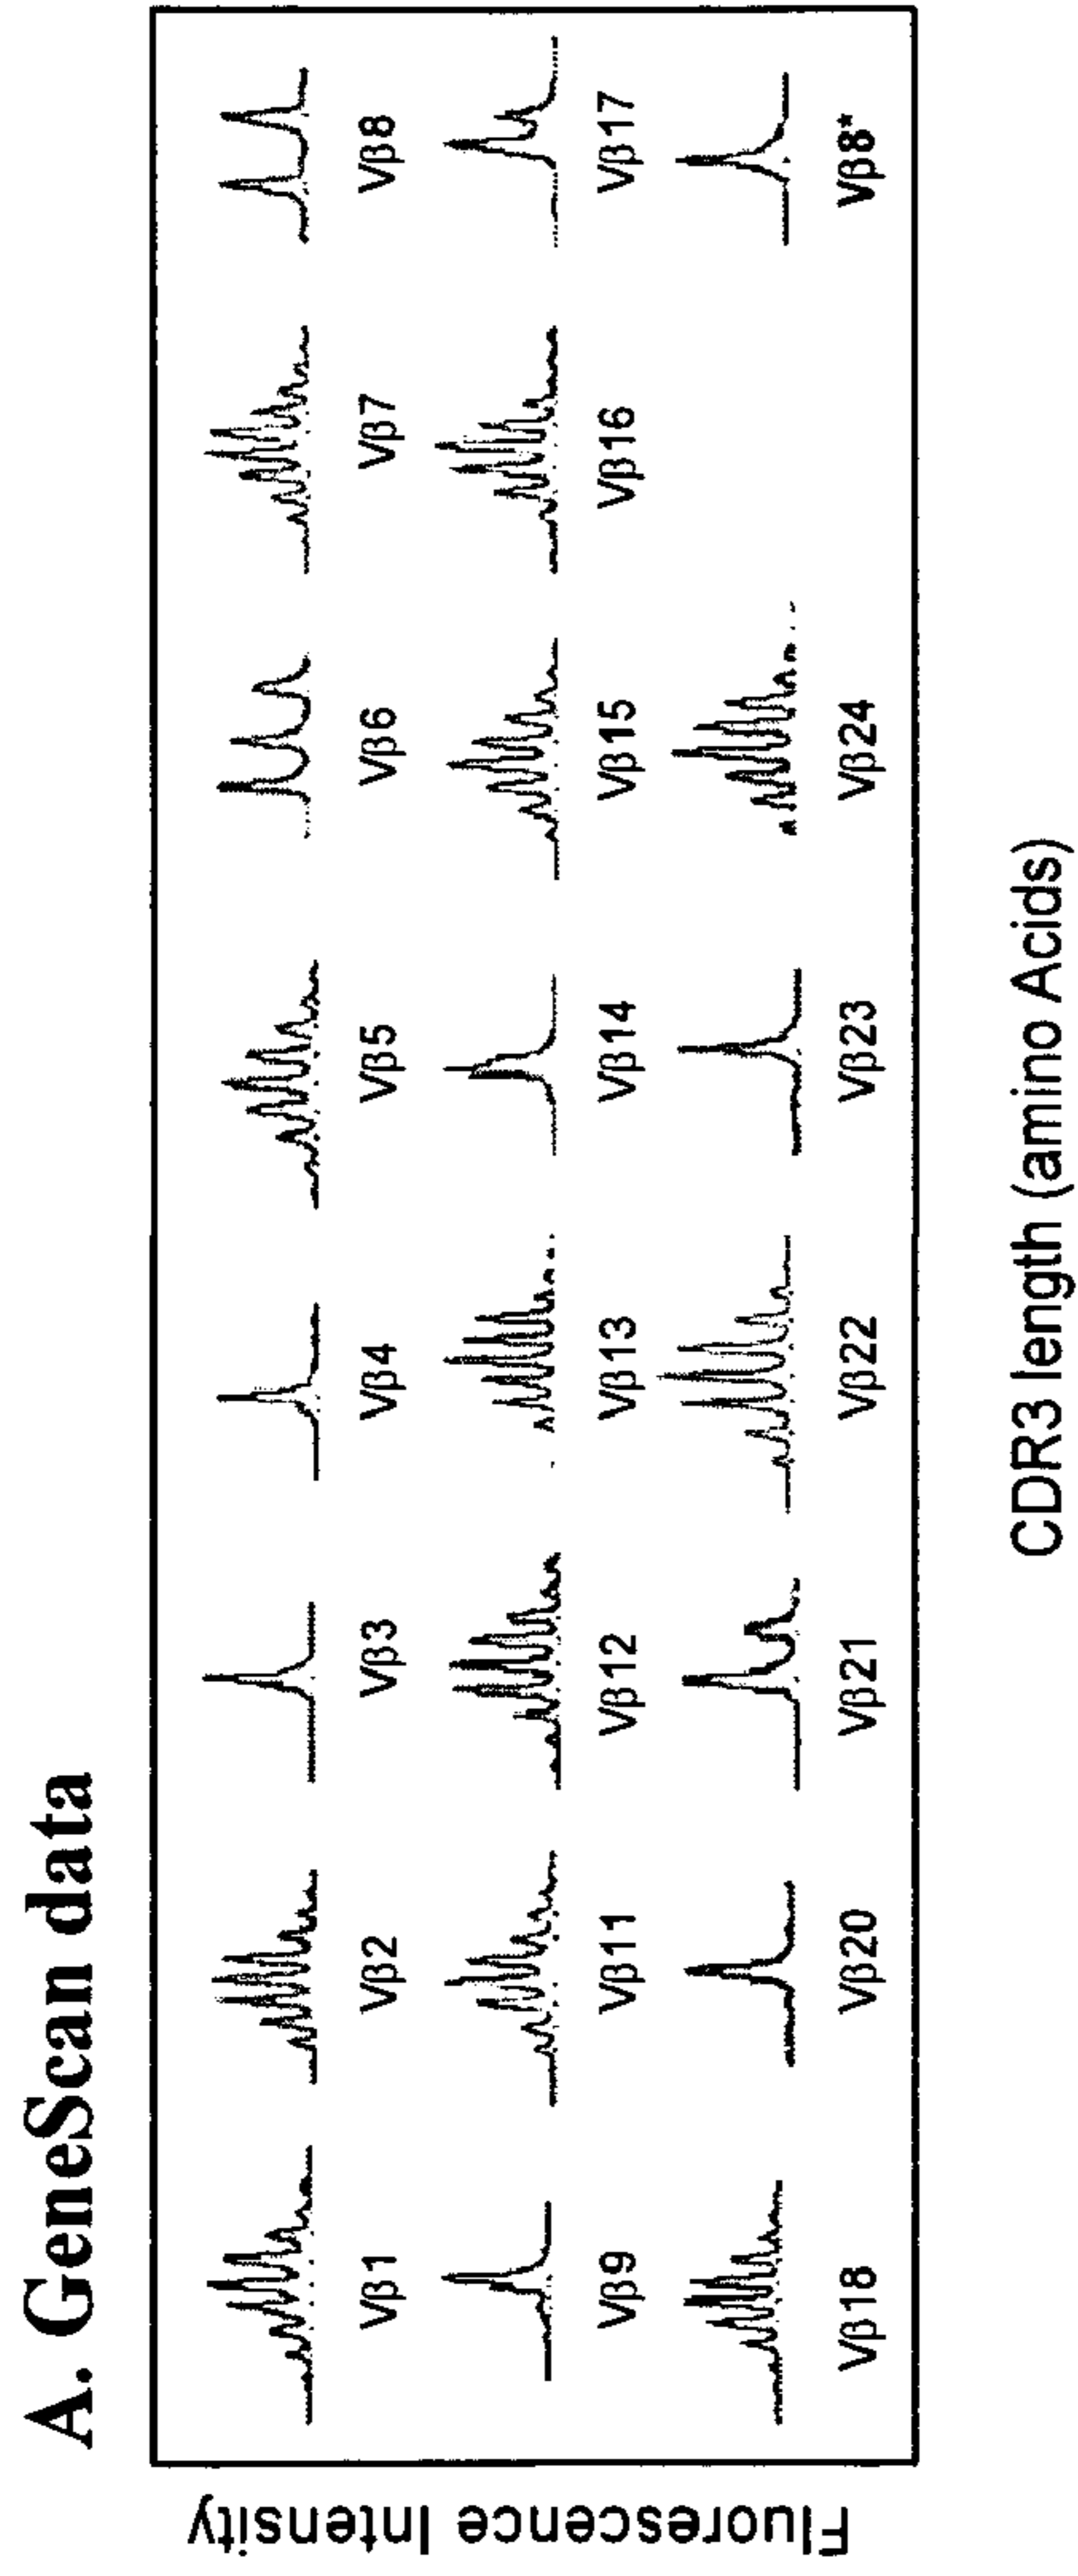 A. GeneScan data
Fluorescence Intensity
Vβ1 Vβ2 Vβ3 Vβ4 Vβ5 Vβ6 Vβ7 Vβ8
Vβ9 Vβ11 Vβ12 Vβ13 Vβ14 Vβ15 Vβ16 Vβ17
Vβ18 Vβ20 Vβ21 Vβ22 Vβ23 Vβ24 Vβ8*
CDR3 length (amino Acids)